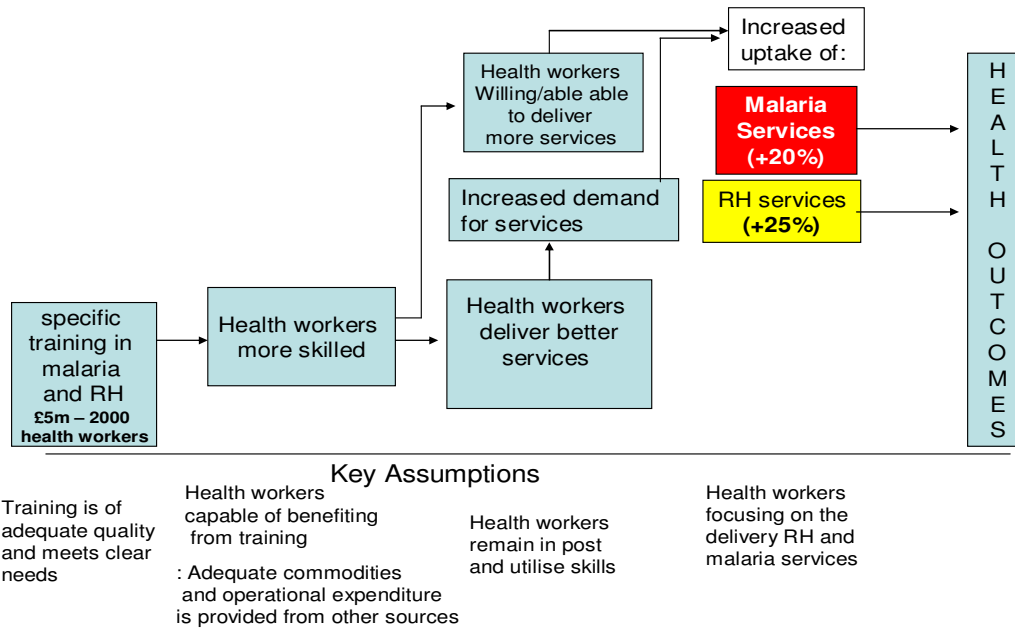 specific
training in
malaria
and RH
£5m – 2000
health workers
Health workers
more skilled
Health workers
Willing/able able
to deliver
more services
Increased demand
for services
Health workers
deliver better
services
Increased
uptake of:
Malaria
Services
(+20%)
RH services
(+25%)
H
E
A
L
T
H
O
U
T
C
O
M
E
S
Key Assumptions
Training is of
adequate quality
and meets clear
needs
Health workers
capable of benefiting
from training
: Adequate commodities
and operational expenditure
is provided from other sources
Health workers
remain in post
and utilise skills
Health workers
focusing on the
delivery RH and
malaria services